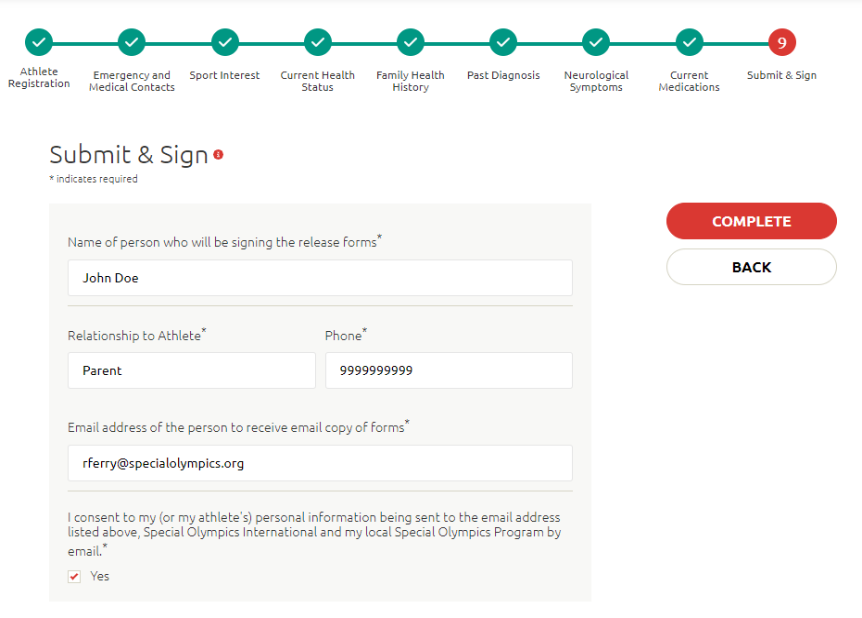 9
Athlete
Registration
Emergency and
Medical Contacts
Sport Interest
Current Health
Status
Family Health
History
Past Diagnosis
Neurological
Symptoms
Current
Medications
Submit & Sign
Submit & Sign
* indicates required
COMPLETE
BACK
Name of person who will be signing the release forms*
John Doe
Relationship to Athlete*
Phone*
Parent
9999999999
Email address of the person to receive email copy of forms*
rferry@specialolympics.org
I consent to my (or my athlete's) personal information being sent to the email address
listed above, Special Olympics International and my local Special Olympics Program by
email.*
Yes